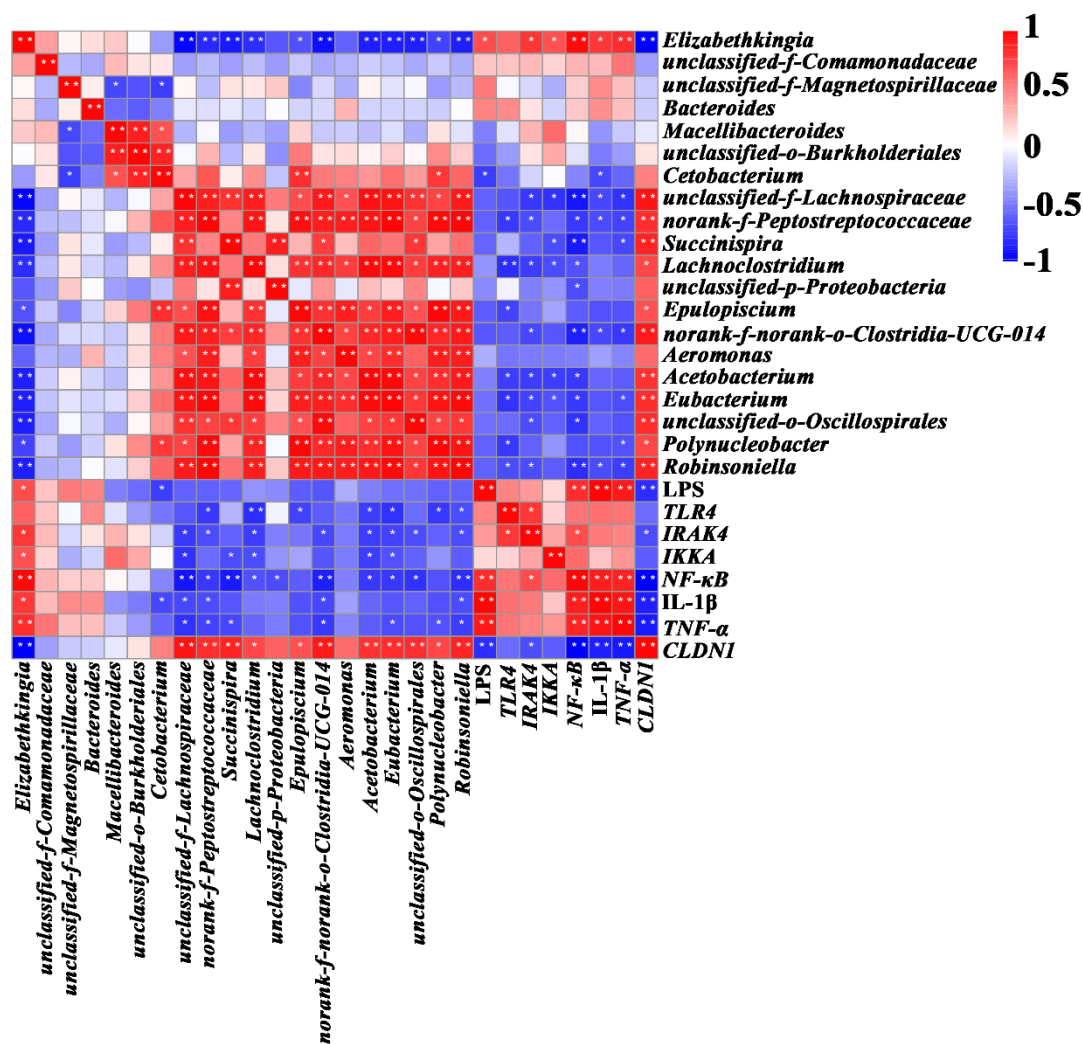 1
0.5
0
-0.5
-1
Elizabethkingia
unclassified-f-Comamonadaceae
unclassified-f-Magnetospirillaceae
Bacteroides
Macellibacteroides
unclassified-o-Burkholderiales
Cetobacterium
unclassified-f-Lachnospiraceae
norank-f-Peptostreptococcaceae
Succinispira
Lachnoclostridium
unclassified-p-Proteobacteria
Epulopiscium
norank-f-norank-o-Clostridia-UCG-014
Aeromonas
Acetobacterium
Eubacterium
unclassified-o-Oscillospirales
Polynucleobacter
Robinsoniella
LPS
TLR4
IRAK4
IKKA
NF-κB
IL-1β
TNF-α
CLDN1
Elizabethkingia
unclassified-f-Comamonadaceae
unclassified-f-Magnetospirillaceae
Bacteroides
Macellibacteroides
unclassified-o-Burkholderiales
Cetobacterium
unclassified-f-Lachnospiraceae
norank-f-Peptostreptococcaceae
Succinispira
Lachnoclostridium
unclassified-p-Proteobacteria
Epulopiscium
norank-f-norank-o-Clostridia-UCG-014
Aeromonas
Acetobacterium
Eubacterium
unclassified-o-Oscillospirales
Polynucleobacter
Robinsoniella
LPS
TLR4
IRAK4
IKKA
NF-κB
IL-1β
TNF-α
CLDN1